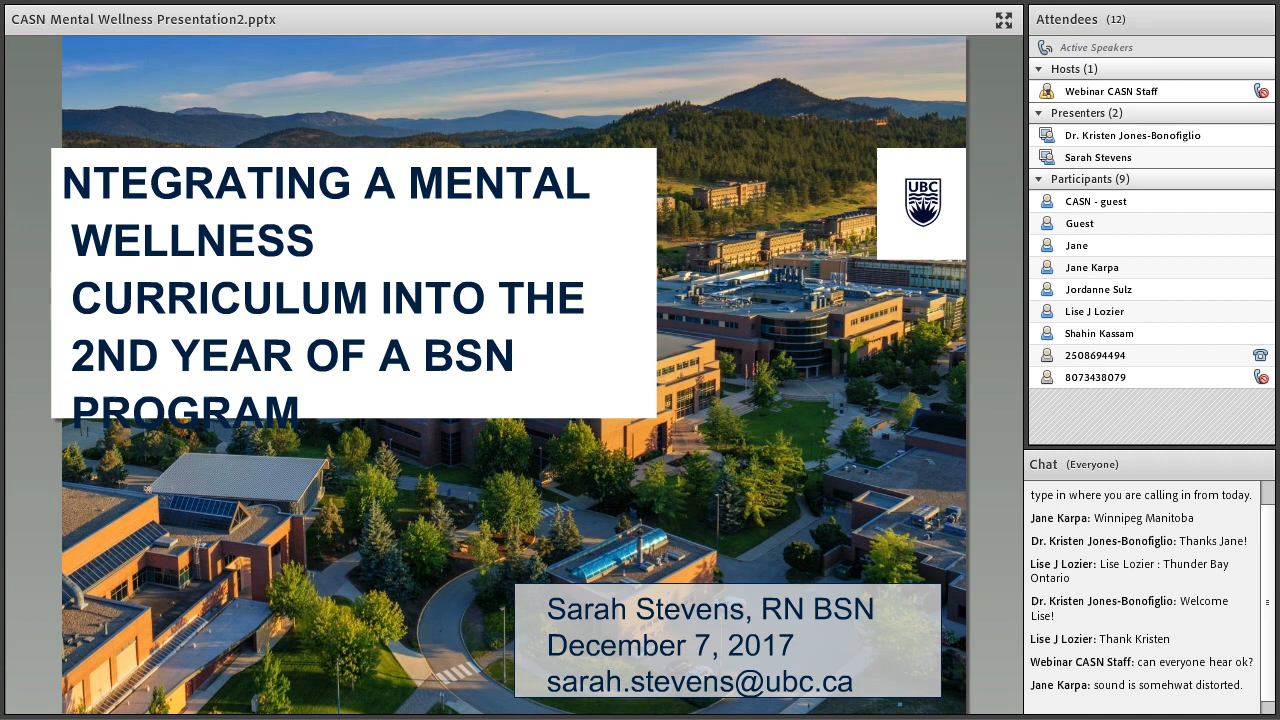 CASN Mental Wellness Presentation2.pptx
NTEGRATING A MENTAL
WELLNESS
CURRICULUM INTO THE
2ND YEAR OF A BSN
PROGRAM
UBC
Sarah Stevens, RN BSN
December 7, 2017
sarah.stevens@ubc.ca
Attendees (12)
Active Speakers
Hosts (1)
Webinar CASN Staff
Presenters (2)
Dr. Kristen Jones-Bonofiglio
Sarah Stevens
Participants (9)
CASN - guest
Guest
Jane
Jane Karpa
Jordanne Sulz
Lise J Lozier
Shahin Kassam
2508694484
8073438079
Chat (Everyone)
type in where you are calling in from today.
Jane Karpa: Winnipeg Manitoba
Dr. Kristen Jones-Bonofiglio: Thanks Jane!
Lise J Lozier: Lise Lozier : Thunder Bay
Ontario
Dr. Kristen Jones-Bonofiglio: Welcome
Lise!
Lise J Lozier: Thank Kristen
Webinar CASN Staff: can everyone hear ok?
Jane Karpa: sound is somehwat distorted.